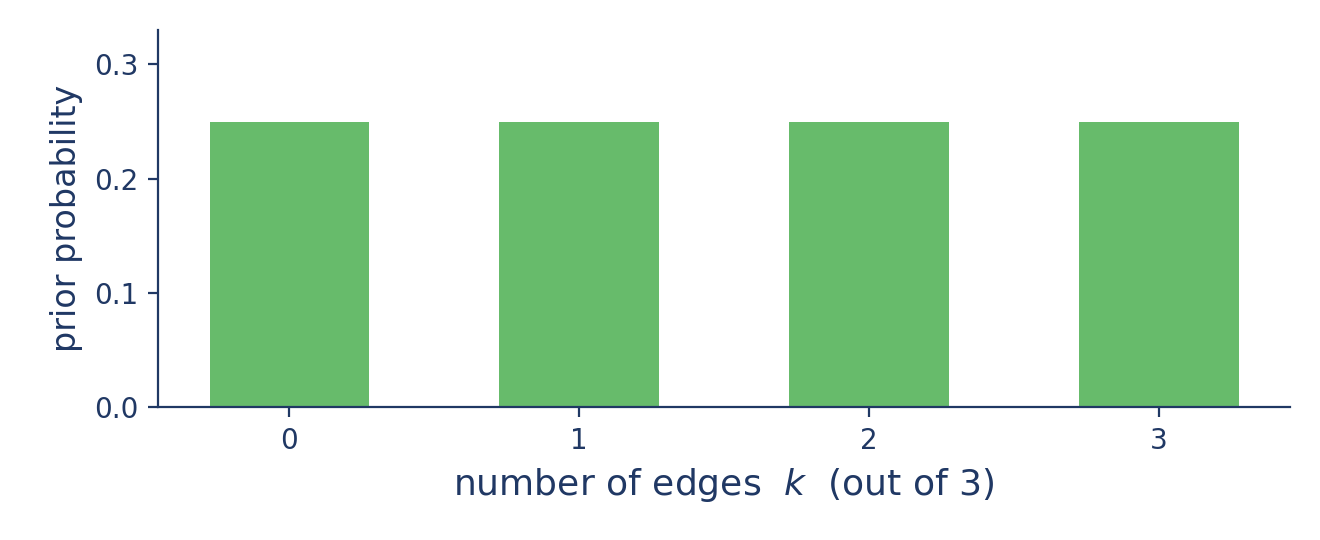 prior probability
0.3
0.2
0.1
0.0
0 1 2 3
number of edges k (out of 3)